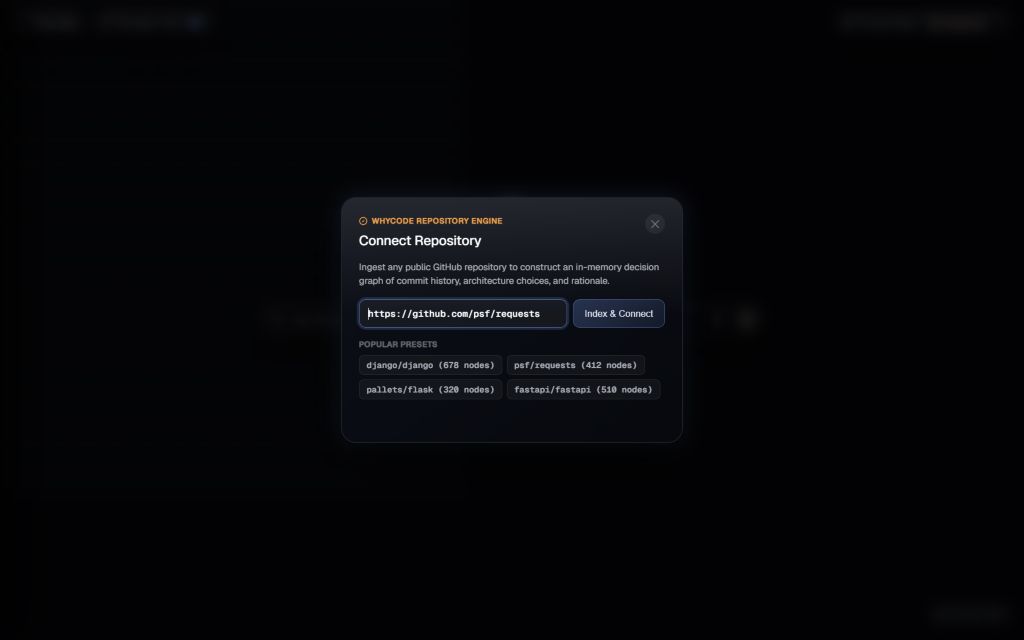 WHYCODE REPOSITORY ENGINE
Connect Repository
Ingest any public GitHub repository to construct an in-memory decision
graph of commit history, architecture choices, and rationale.
https://github.com/psf/requests
Index & Connect
POPULAR PRESETS
django/django (678 nodes)
psf/requests (412 nodes)
pallets/flask (320 nodes)
fastapi/fastapi (510 nodes)